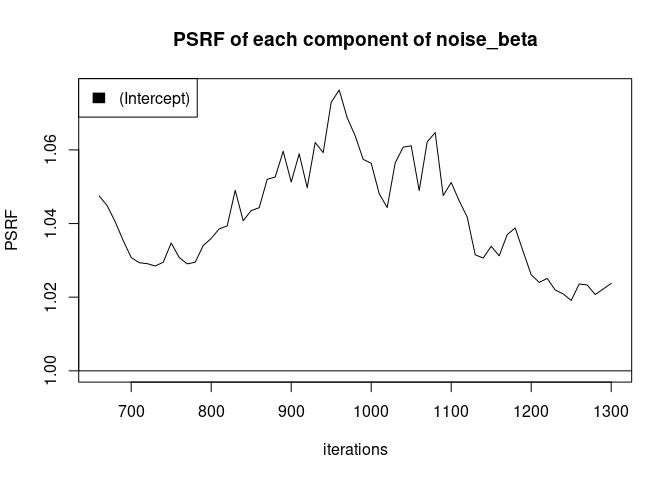 PSRF of each component of noise_beta
(Intercept)
PSRF
1.06
1.04
1.02
1.00
700 800 900 1000 1100 1200 1300
iterations